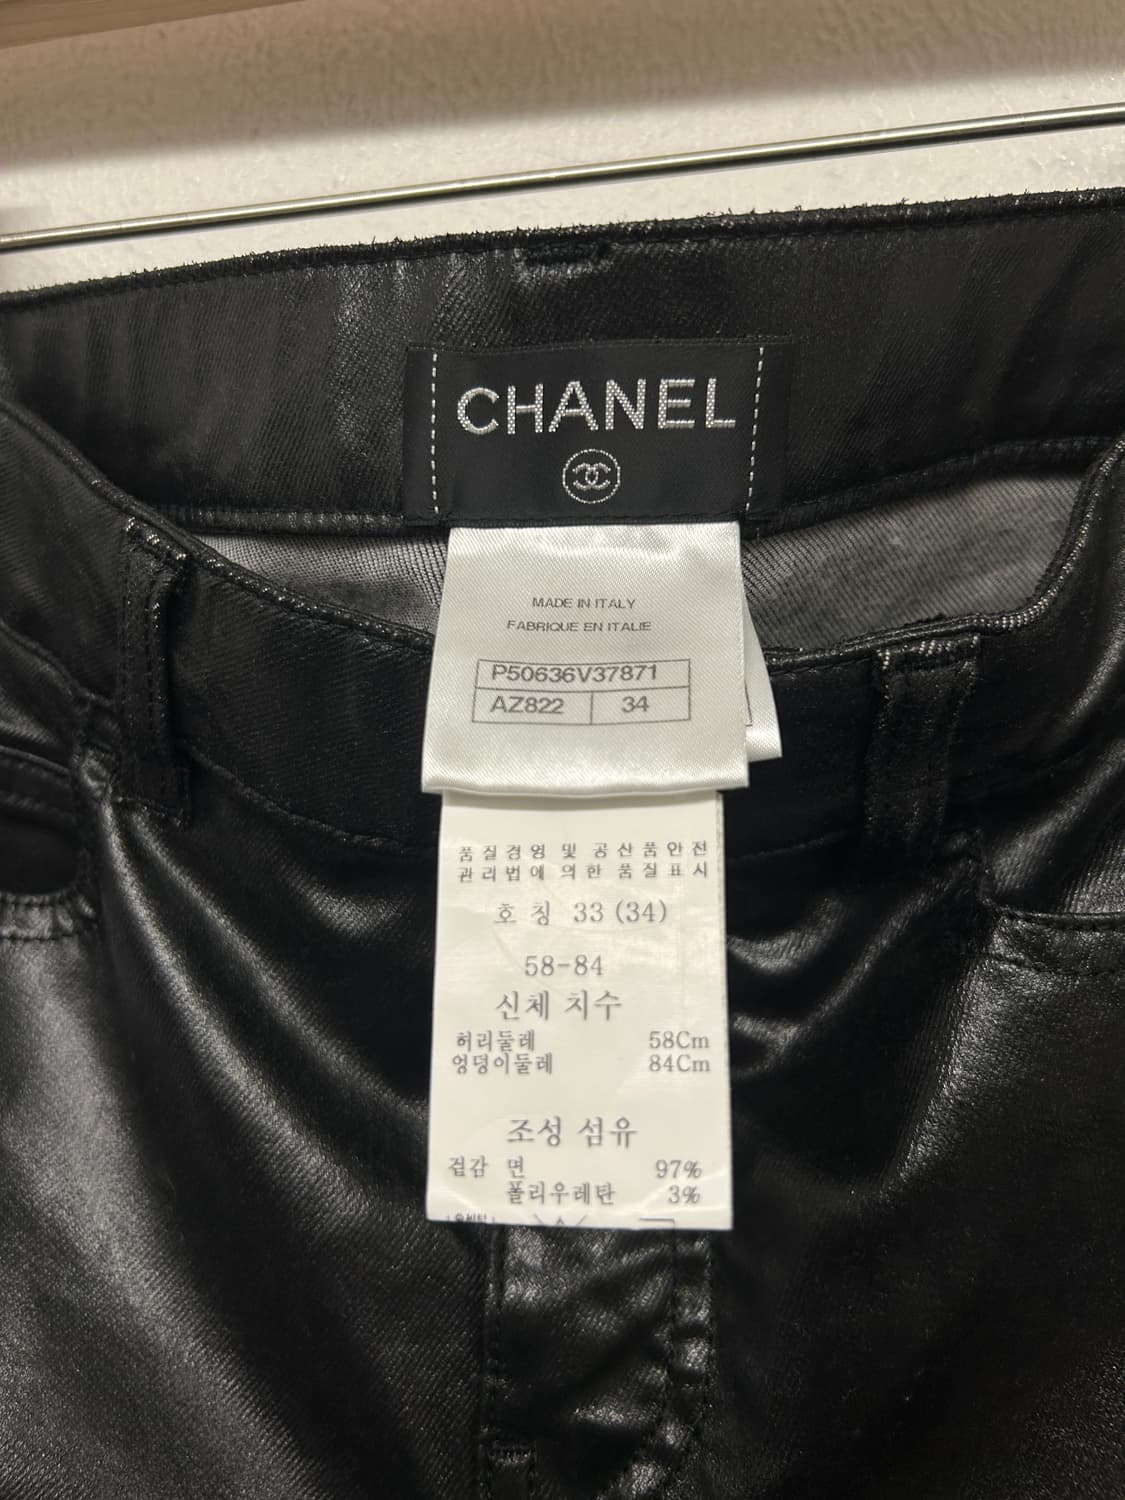 CHANEL
MADE IN ITALY
FABRIQUE EN ITALIE
P50636V37871
AZ822 34
품질경영 및 공산품안전
관리법에 의한 품질표시
호칭 33 (34)
58-84
신체 치수
허리둘레 58Cm
엉덩이둘레 84Cm
조성 섬유
겉감 면 97%
폴리우레탄 3%